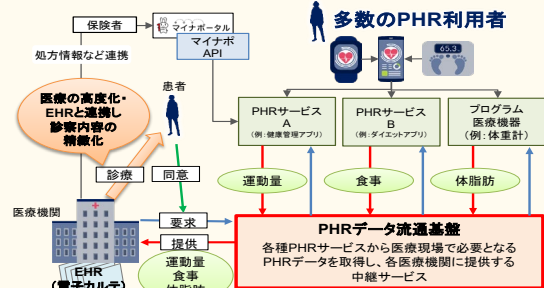 保険者
マイナポータル
マイナポ
API
処方情報など連携
多数のPHR利用者
65.3
医療の高度化・
EHRと連携し
診察内容の
精緻化
患者
PHRサービス
A
(例：健康管理アプリ)
PHRサービス
B
(例：ダイエットアプリ)
プログラム
医療機器
(例：体重計)
診療
同意
運動量
食事
体脂肪
医療機関
要求
提供
PHRデータ流通基盤
各種PHRサービスから医療現場で必要となる
PHRデータを取得し、各医療機関に提供する
中継サービス
運動量
食事
体脂肪
EHR
(電子カルテ)